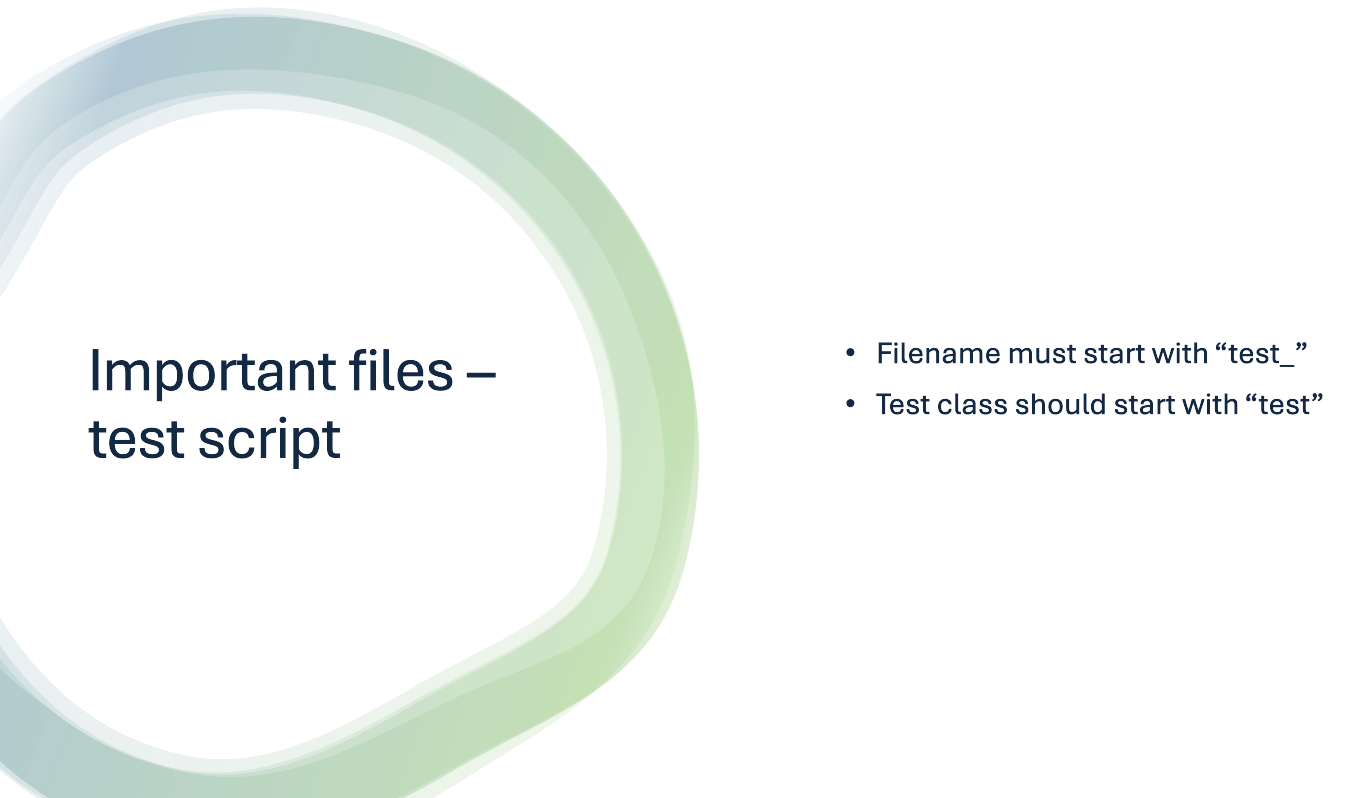 Important files –
test script
• Filename must start with “test_”
• Test class should start with “test”